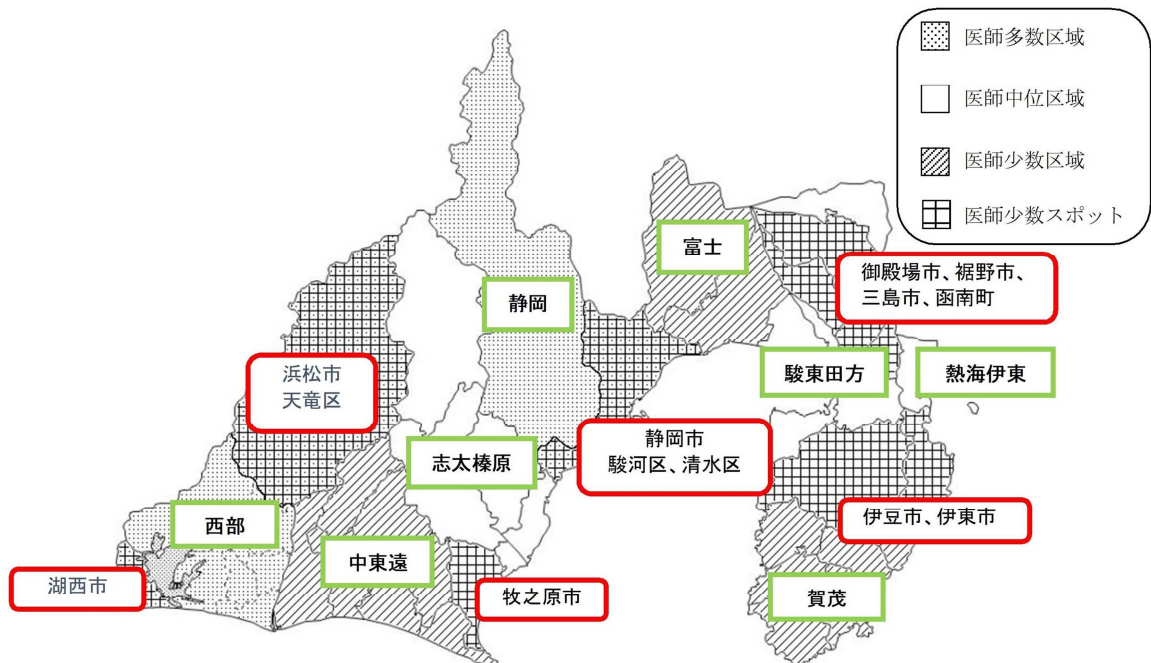 医師多数区域
医師中位区域
医師少数区域
医師少数スポット
富士
御殿場市、裾野市、
三島市、函南町
静岡
浜松市
天竜区
駿東田方
熱海伊東
静岡市
駿河区、清水区
志太榛原
西部
伊豆市、伊東市
中東遠
湖西市
牧之原市
賀茂